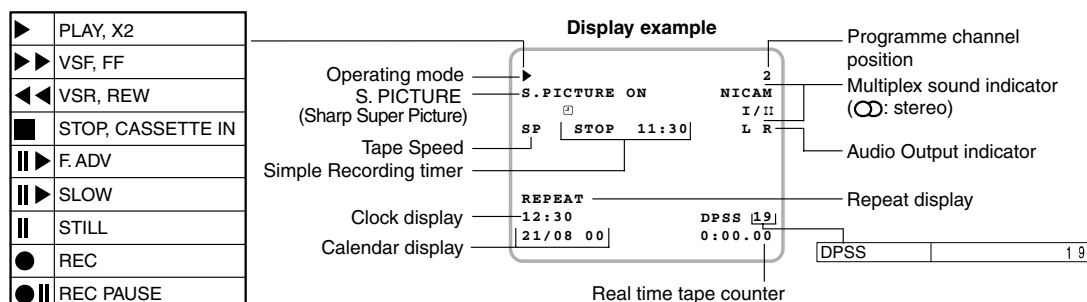 PLAY, X2
VSF, FF
VSR, REW
STOP, CASSETTE IN
F. ADV
SLOW
STILL
REC
REC PAUSE
Display example
Operating mode
S. PICTURE
(Sharp Super Picture)
Tape Speed
Simple Recording timer
Clock display
Calendar display
2
S.PICTURE ON NICAM
I/II
SP STOP 11:30 L R
REPEAT
12:30 DPSS 19
21/08 00 0:00.00
Programme channel
position
Multiplex sound indicator
(: stereo)
Audio Output indicator
Repeat display
DPSS 19
Real time tape counter